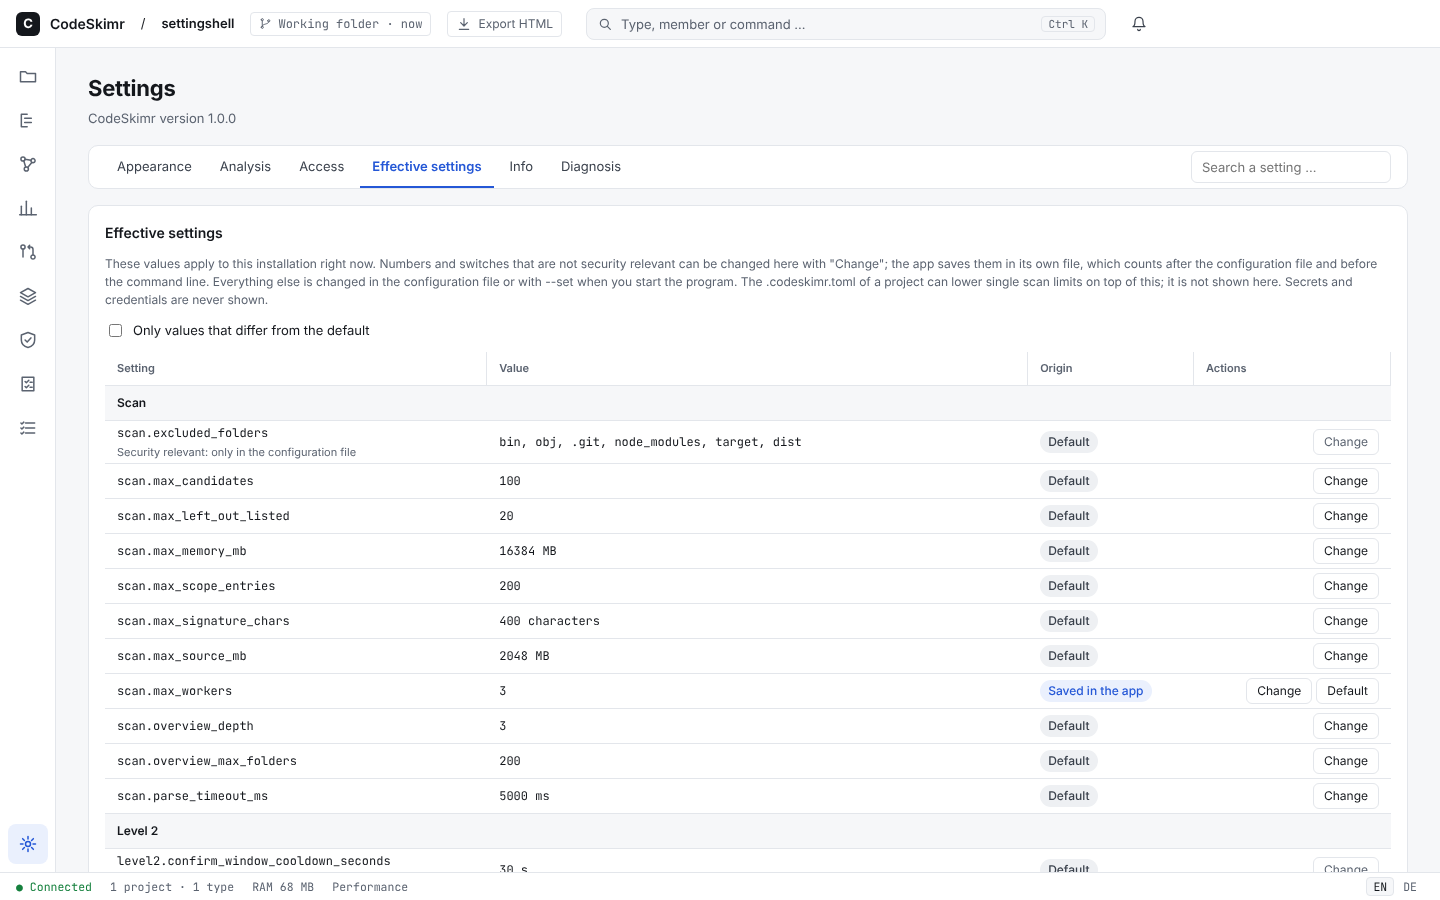 C CodeSkimr / settingshell Working folder · now Export HTML Type, member or command ... Ctrl K
Settings
CodeSkimr version 1.0.0
Appearance Analysis Access Effective settings Info Diagnosis Search a setting ...
Effective settings
These values apply to this installation right now. Numbers and switches that are not security relevant can be changed here with "Change"; the app saves them in its own file, which counts after the configuration file and before
the command line. Everything else is changed in the configuration file or with --set when you start the program. The .codeskimr.toml of a project can lower single scan limits on top of this; it is not shown here. Secrets and
credentials are never shown.
Only values that differ from the default
Setting Value Origin Actions
Scan
scan.excluded_folders
Security relevant: only in the configuration file
bin, obj, .git, node_modules, target, dist Default Change
scan.max_candidates 100 Default Change
scan.max_left_out_listed 20 Default Change
scan.max_memory_mb 16384 MB Default Change
scan.max_scope_entries 200 Default Change
scan.max_signature_chars 400 characters Default Change
scan.max_source_mb 2048 MB Default Change
scan.max_workers 3 Saved in the app Change Default
scan.overview_depth 3 Default Change
scan.overview_max_folders 200 Default Change
scan.parse_timeout_ms 5000 ms Default Change
Level 2
level2.confirm_window_cooldown_seconds
30 s Default Change
Connected 1 project · 1 type RAM 68 MB Performance EN DE